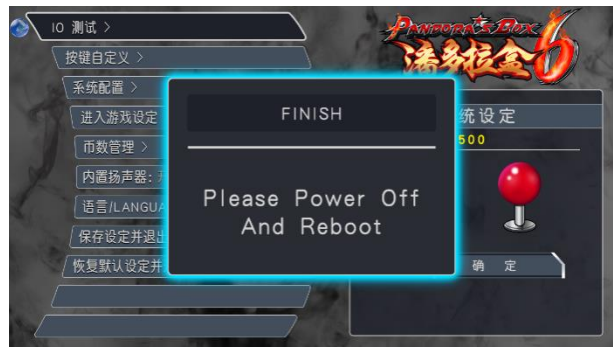 IO 测试 >
按键自定义 >
系统配置 >
进入游戏设定
币数管理 >
内置扬声器:
语言/LANGUA
保存设定并退出
恢复默认设定并
PANDORA'S BOX
潘多拉盒
6
统设定
500
确 定
FINISH
Please Power Off
And Reboot